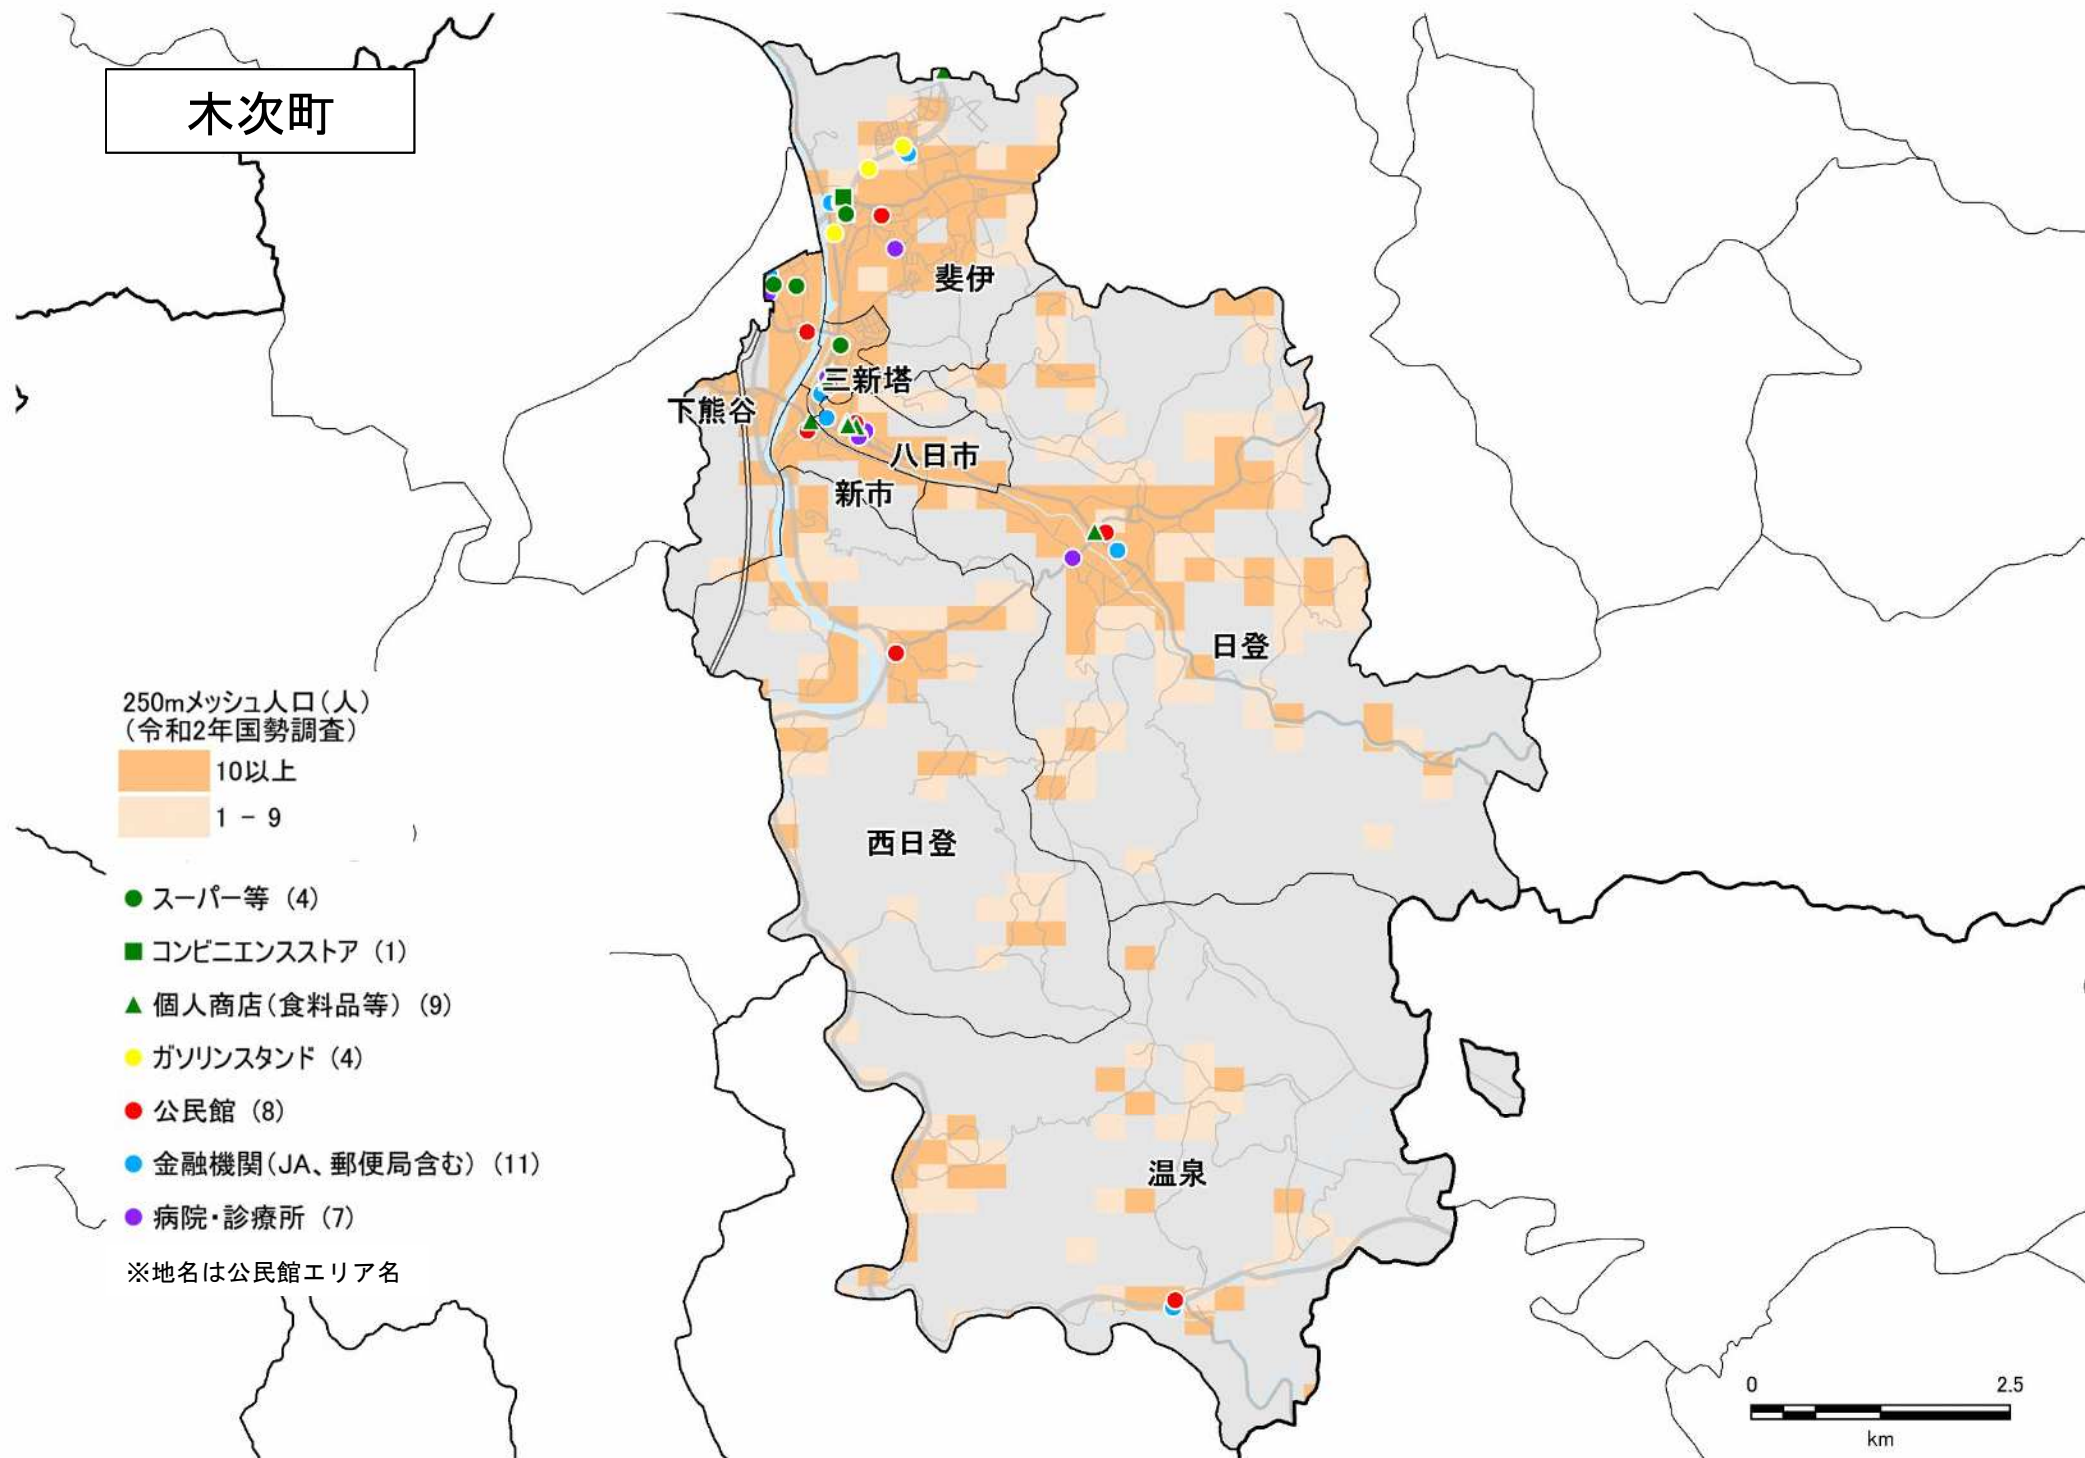 木次町
斐伊
三新塔
下熊谷
八日市
新市
日登
西日登
温泉
250mメッシュ人口(人)
(令和2年国勢調査)
10以上
1 - 9
スーパー等 (4)
コンビニエンスストア (1)
個人商店(食料品等) (9)
ガソリンスタンド (4)
公民館 (8)
金融機関(JA、郵便局含む) (11)
病院・診療所 (7)
※地名は公民館エリア名
0 2.5
km